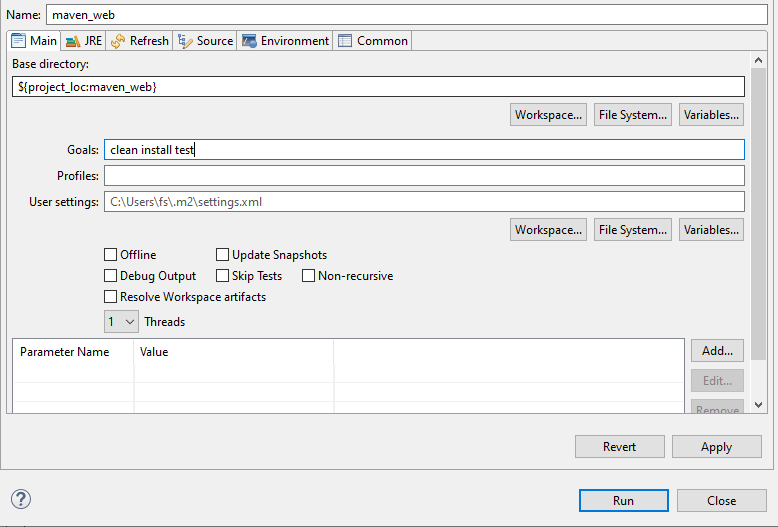 Name: maven_web
Main JRE Refresh Source Environment Common
Base directory:
${project_loc:maven_web}
Workspace... File System... Variables...
Goals: clean install test
Profiles:
User settings: C:\Users\fs\.m2\settings.xml
Workspace... File System... Variables...
Offline Update Snapshots
Debug Output Skip Tests Non-recursive
Resolve Workspace artifacts
1 Threads
Parameter Name Value Add...
Edit...
Remove
Revert Apply
? Run Close